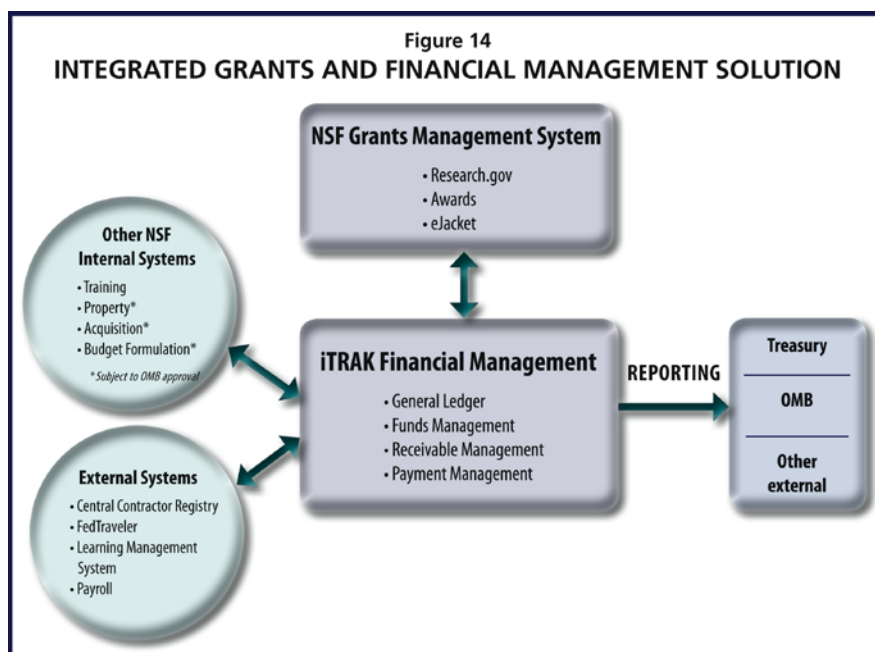 Figure 14
INTEGRATED GRANTS AND FINANCIAL MANAGEMENT SOLUTION
NSF Grants Management System
• Research.gov
• Awards
• eJacket
Other NSF
Internal Systems
• Training
• Property*
• Acquisition*
• Budget Formulation*
* Subject to OMB approval
iTRAK Financial Management
• General Ledger
• Funds Management
• Receivable Management
• Payment Management
REPORTING
Treasury
OMB
Other
external
External Systems
• Central Contractor Registry
• FedTraveler
• Learning Management
System
• Payroll